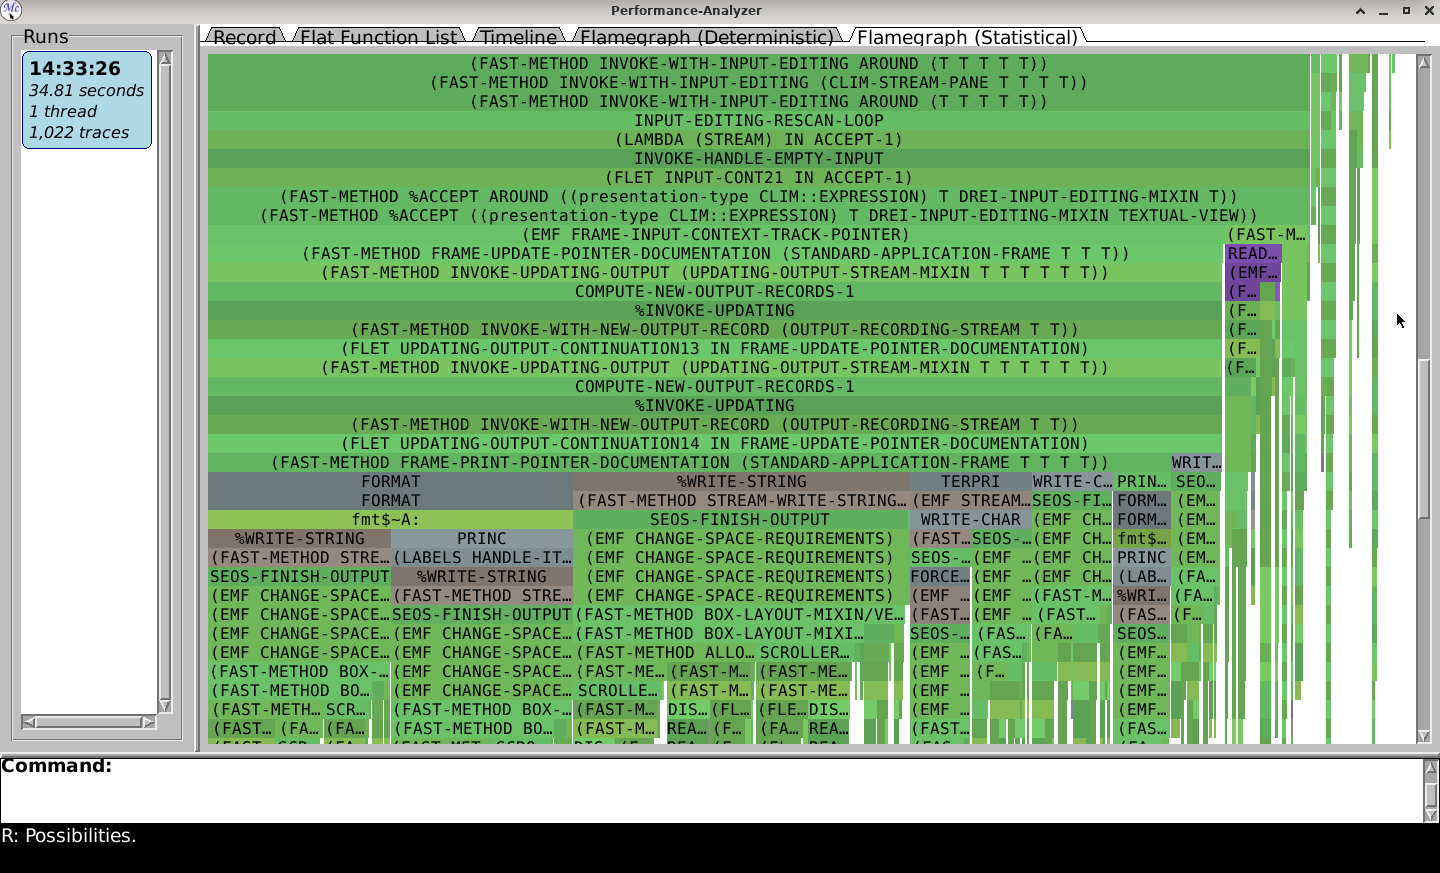 Performance-Analyzer
Runs
14:33:26
34.81 seconds
1 thread
1,022 traces
Record Flat Function List Timeline Flamegraph (Deterministic) Flamegraph (Statistical)
(FAST-METHOD INVOKE-WITH-INPUT-EDITING AROUND (T T T T T))
(FAST-METHOD INVOKE-WITH-INPUT-EDITING (CLIM-STREAM-PANE T T T T))
(FAST-METHOD INVOKE-WITH-INPUT-EDITING AROUND (T T T T T))
INPUT-EDITING-RESCAN-LOOP
(LAMBDA (STREAM) IN ACCEPT-1)
INVOKE-HANDLE-EMPTY-INPUT
(FLET INPUT-CONT21 IN ACCEPT-1)
(FAST-METHOD %ACCEPT AROUND ((presentation-type CLIM::EXPRESSION) T DREI-INPUT-EDITING-MIXIN T))
(FAST-METHOD %ACCEPT ((presentation-type CLIM::EXPRESSION) T DREI-INPUT-EDITING-MIXIN TEXTUAL-VIEW))
(EMF FRAME-INPUT-CONTEXT-TRACK-POINTER) (FAST-M…
(FAST-METHOD FRAME-UPDATE-POINTER-DOCUMENTATION (STANDARD-APPLICATION-FRAME T T T)) READ…
(FAST-METHOD INVOKE-UPDATING-OUTPUT (UPDATING-OUTPUT-STREAM-MIXIN T T T T T T)) (EMF…
COMPUTE-NEW-OUTPUT-RECORDS-1 (F…
%INVOKE-UPDATING (F…
(FAST-METHOD INVOKE-WITH-NEW-OUTPUT-RECORD (OUTPUT-RECORDING-STREAM T T)) (F…
(FLET UPDATING-OUTPUT-CONTINUATION13 IN FRAME-UPDATE-POINTER-DOCUMENTATION) (F…
(FAST-METHOD INVOKE-UPDATING-OUTPUT (UPDATING-OUTPUT-STREAM-MIXIN T T T T T T)) (F…
COMPUTE-NEW-OUTPUT-RECORDS-1
%INVOKE-UPDATING
(FAST-METHOD INVOKE-WITH-NEW-OUTPUT-RECORD (OUTPUT-RECORDING-STREAM T T))
(FLET UPDATING-OUTPUT-CONTINUATION14 IN FRAME-UPDATE-POINTER-DOCUMENTATION)
(FAST-METHOD FRAME-PRINT-POINTER-DOCUMENTATION (STANDARD-APPLICATION-FRAME T T T T)) WRIT…
FORMAT %WRITE-STRING TERPRI WRITE-C… PRIN… SEO…
FORMAT (FAST-METHOD STREAM-WRITE-STRING… (EMF STREAM… SEOS-FI… FORM… (EM…
fmt$~A: SEOS-FINISH-OUTPUT WRITE-CHAR (EMF CH… FORM… (EM…
%WRITE-STRING PRINC (EMF CHANGE-SPACE-REQUIREMENTS) (FAST… SEOS-… (EMF CH… fmt$… (EM…
(FAST-METHOD STRE… (LABELS HANDLE-IT… (EMF CHANGE-SPACE-REQUIREMENTS) SEOS-… (EMF … (EMF CH… PRINC (EM…
SEOS-FINISH-OUTPUT %WRITE-STRING (EMF CHANGE-SPACE-REQUIREMENTS) FORCE… (EMF … (EMF CH… (LAB… (FA…
(EMF CHANGE-SPACE… (FAST-METHOD STRE… (EMF CHANGE-SPACE-REQUIREMENTS) (EMF … (EMF … (FAST-M… %WRI… (FA…
(EMF CHANGE-SPACE… SEOS-FINISH-OUTPUT (FAST-METHOD BOX-LAYOUT-MIXIN/VE… (FAST… (EMF … (FAST… (FAS… (F…
(EMF CHANGE-SPACE… (EMF CHANGE-SPACE… (FAST-METHOD BOX-LAYOUT-MIXI… SEOS-… (FAS… (FA… SEOS…
(EMF CHANGE-SPACE… (EMF CHANGE-SPACE… (FAST-METHOD ALLO… SCROLLER… (EMF … (FAS… (EMF…
(FAST-METHOD BOX-… (EMF CHANGE-SPACE… (FAST-ME… (FAST-M… (FAST-ME… (EMF … (F… (EMF…
(FAST-METHOD BO… (EMF CHANGE-SPACE… SCROLLE… (FAST-M… (FAST-ME… (EMF … (EMF…
(FAST-METH… SCR… (FAST-METHOD BOX-… (FAST-M… DIS… (FL… (FLE… DIS… (EMF … (EMF…
(FAST… (FA… (FA… (FAST-METHOD BO… (FAST-M… REA… (F… (FA… REA… (FAST… (FAS…
Command:
R: Possibilities.